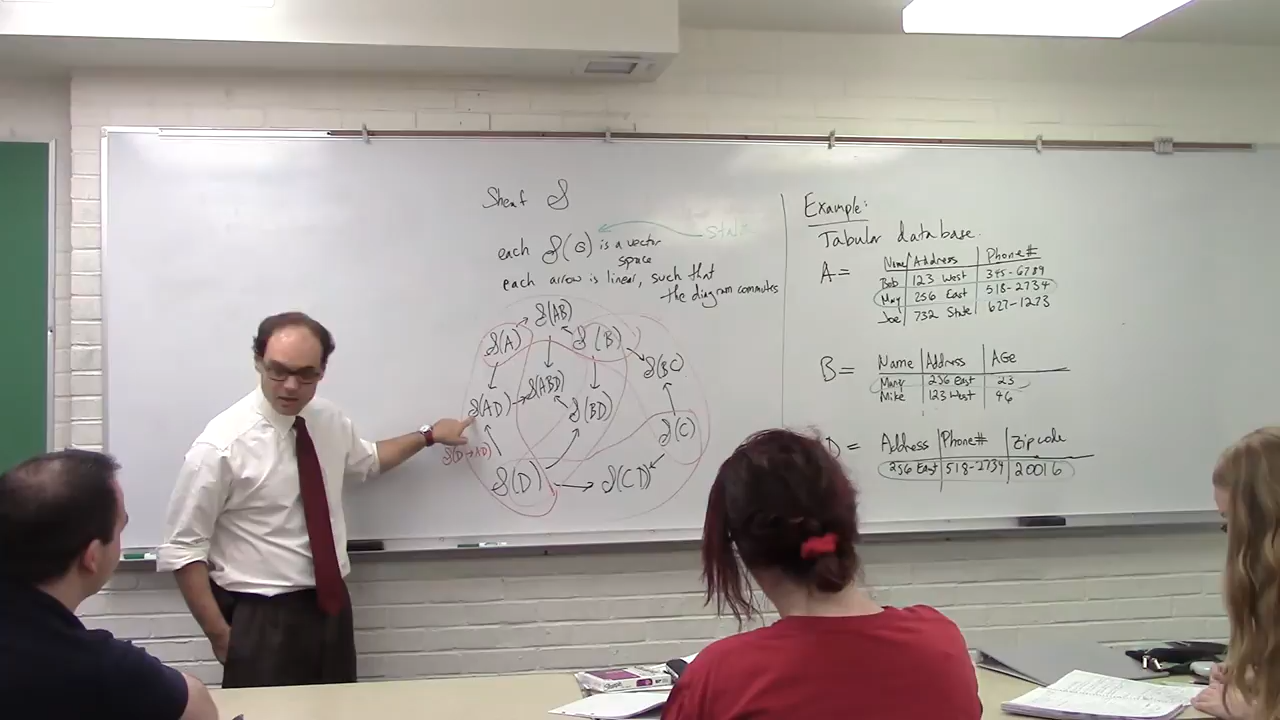 Sheaf 𝒮
each 𝒮( ) is a vector space
each arrow is linear, such that
the diagram commutes
𝒮(AB)
𝒮(A) 𝒮(B)
𝒮(BC)
𝒮(ABD)
𝒮(AD) 𝒮(BD)
𝒮(C)
𝒮(D→AD)
𝒮(D) 𝒮(CD)
Example:
Tabular database.
A=
Name Address Phone#
Bob 123 West 345-6789
May 256 East 518-2734
Joe 732 State 627-1273
B=
Name Address AGE
Mary 256 East 23
Mike 123 West 46
D =
Address Phone# Zip code
256 East 518-2734 20016